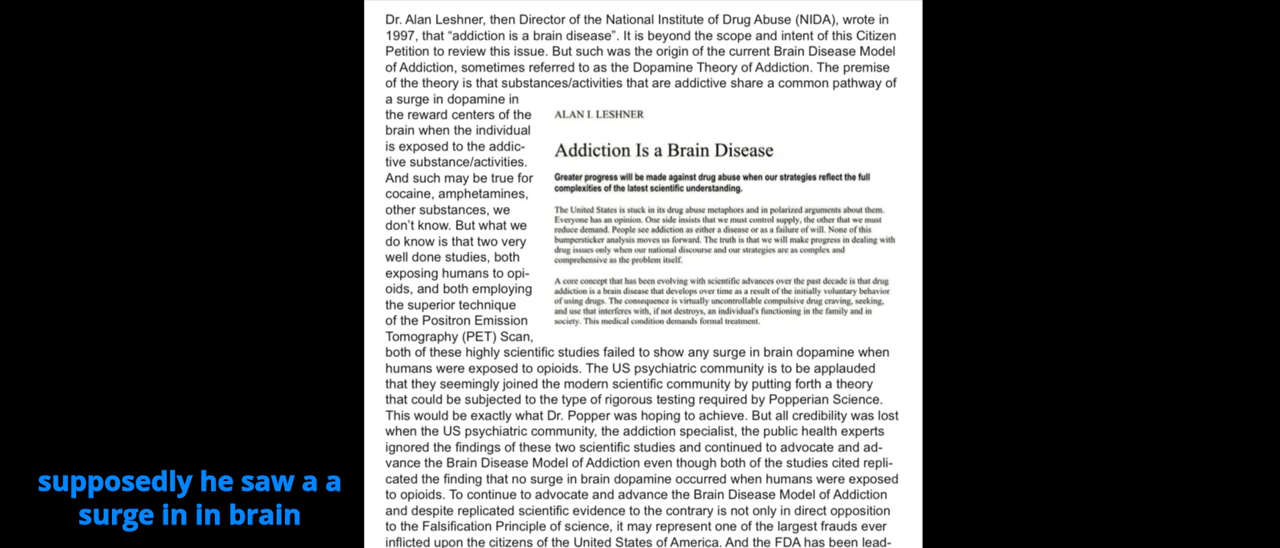 Dr. Alan Leshner, then Director of the National Institute of Drug Abuse (NIDA), wrote in
1997, that “addiction is a brain disease”. It is beyond the scope and intent of this Citizen
Petition to review this issue. But such was the origin of the current Brain Disease Model
of Addiction, sometimes referred to as the Dopamine Theory of Addiction. The premise
of the theory is that substances/activities that are addictive share a common pathway of
a surge in dopamine in
the reward centers of the
brain when the individual
is exposed to the addic-
tive substance/activities.
And such may be true for
cocaine, amphetamines,
other substances, we
don’t know. But what we
do know is that two very
well done studies, both
exposing humans to opi-
oids, and both employing
the superior technique
of the Positron Emission
Tomography (PET) Scan,
ALAN I. LESHNER
Addiction Is a Brain Disease
Greater progress will be made against drug abuse when our strategies reflect the full
complexities of the latest scientific understanding.
The United States is stuck in its drug abuse metaphors and in polarized arguments about them.
Everyone has an opinion. One side insists that we must control supply, the other that we must
reduce demand. People see addiction as either a disease or as a failure of will. None of this
bumpersticker analysis moves us forward. The truth is that we will make progress in dealing with
drug issues only when our national discourse and our strategies are as complex and
comprehensive as the problem itself.
A core concept that has been evolving with scientific advances over the past decade is that drug
addiction is a brain disease that develops over time as a result of the initially voluntary behavior
of using drugs. The consequence is virtually uncontrollable compulsive drug craving, seeking,
and use that interferes with, if not destroys, an individual's functioning in the family and in
society. This medical condition demands formal treatment.
both of these highly scientific studies failed to show any surge in brain dopamine when
humans were exposed to opioids. The US psychiatric community is to be applauded
that they seemingly joined the modern scientific community by putting forth a theory
that could be subjected to the type of rigorous testing required by Popperian Science.
This would be exactly what Dr. Popper was hoping to achieve. But all credibility was lost
when the US psychiatric community, the addiction specialist, the public health experts
ignored the findings of these two scientific studies and continued to advocate and ad-
vance the Brain Disease Model of Addiction even though both of the studies cited repli-
cated the finding that no surge in brain dopamine occurred when humans were exposed
to opioids. To continue to advocate and advance the Brain Disease Model of Addiction
and despite replicated scientific evidence to the contrary is not only in direct opposition
to the Falsification Principle of science, it may represent one of the largest frauds ever
inflicted upon the citizens of the United States of America. And the FDA has been lead-
supposedly he saw a a
surge in in brain